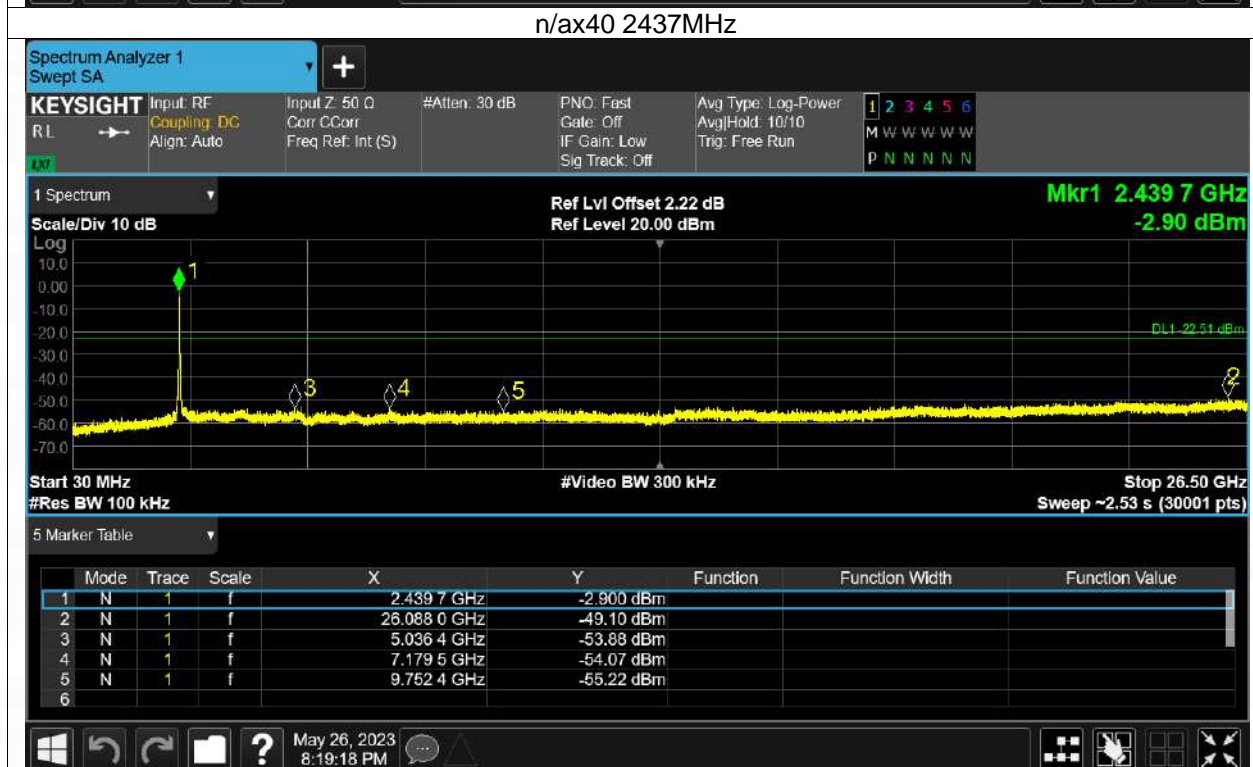 n/ax40 2437MHz
Spectrum Analyzer 1
Swept SA
+
KEYSIGHT Input: RF Input Z: 50 Ω #Atten: 30 dB PNO: Fast Avg Type: Log-Power 1 2 3 4 5 6
RL Coupling: DC Corr CCorr Gate: Off Avg|Hold: 10/10 M W W W W W
Align: Auto Freq Ref: Int (S) IF Gain: Low Trig: Free Run
LXI Sig Track: Off P N N N N N
1 Spectrum Ref Lvl Offset 2.22 dB Mkr1 2.439 7 GHz
Scale/Div 10 dB Ref Level 20.00 dBm -2.90 dBm
Log
10.0
1
0.00
-10.0
-20.0 DL1 -22.51 dBm
-30.0
-40.0 3 4 5 2
-50.0
-60.0
-70.0
Start 30 MHz #Video BW 300 kHz Stop 26.50 GHz
#Res BW 100 kHz Sweep ~2.53 s (30001 pts)
5 Marker Table
Mode Trace Scale X Y Function Function Width Function Value
1 N 1 f 2.439 7 GHz -2.900 dBm
2 N 1 f 26.088 0 GHz -49.10 dBm
3 N 1 f 5.036 4 GHz -53.88 dBm
4 N 1 f 7.179 5 GHz -54.07 dBm
5 N 1 f 9.752 4 GHz -55.22 dBm
6
? May 26, 2023
8:19:18 PM